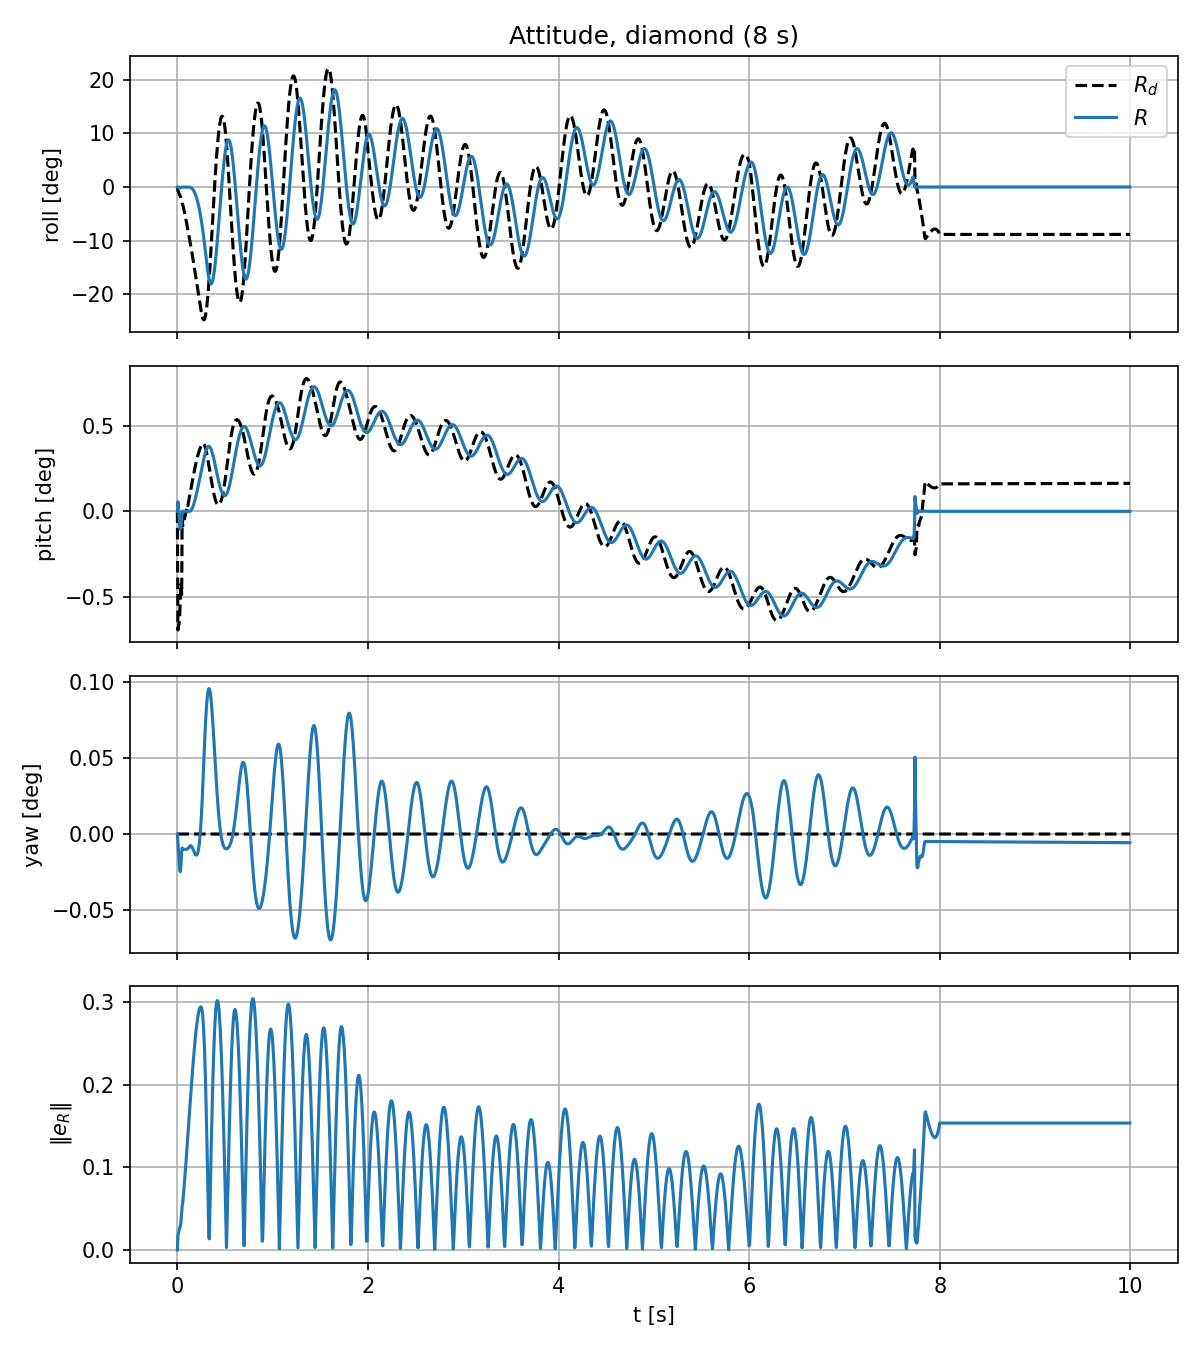 Attitude, diamond (8 s)
R_d
R
roll [deg]
20
10
0
−10
−20
pitch [deg]
0.5
0.0
−0.5
yaw [deg]
0.10
0.05
0.00
−0.05
‖e_R‖
0.3
0.2
0.1
0.0
0 2 4 6 8 10
t [s]